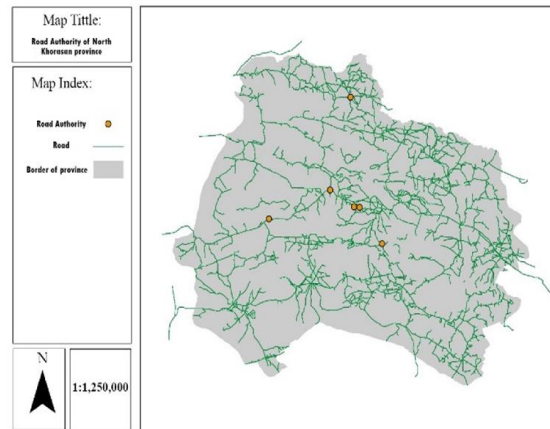 Map Tittle:
Road Authority of North
Khorasan province
Map Index:
Road Authority
Road
Border of province
N
1:1,250,000